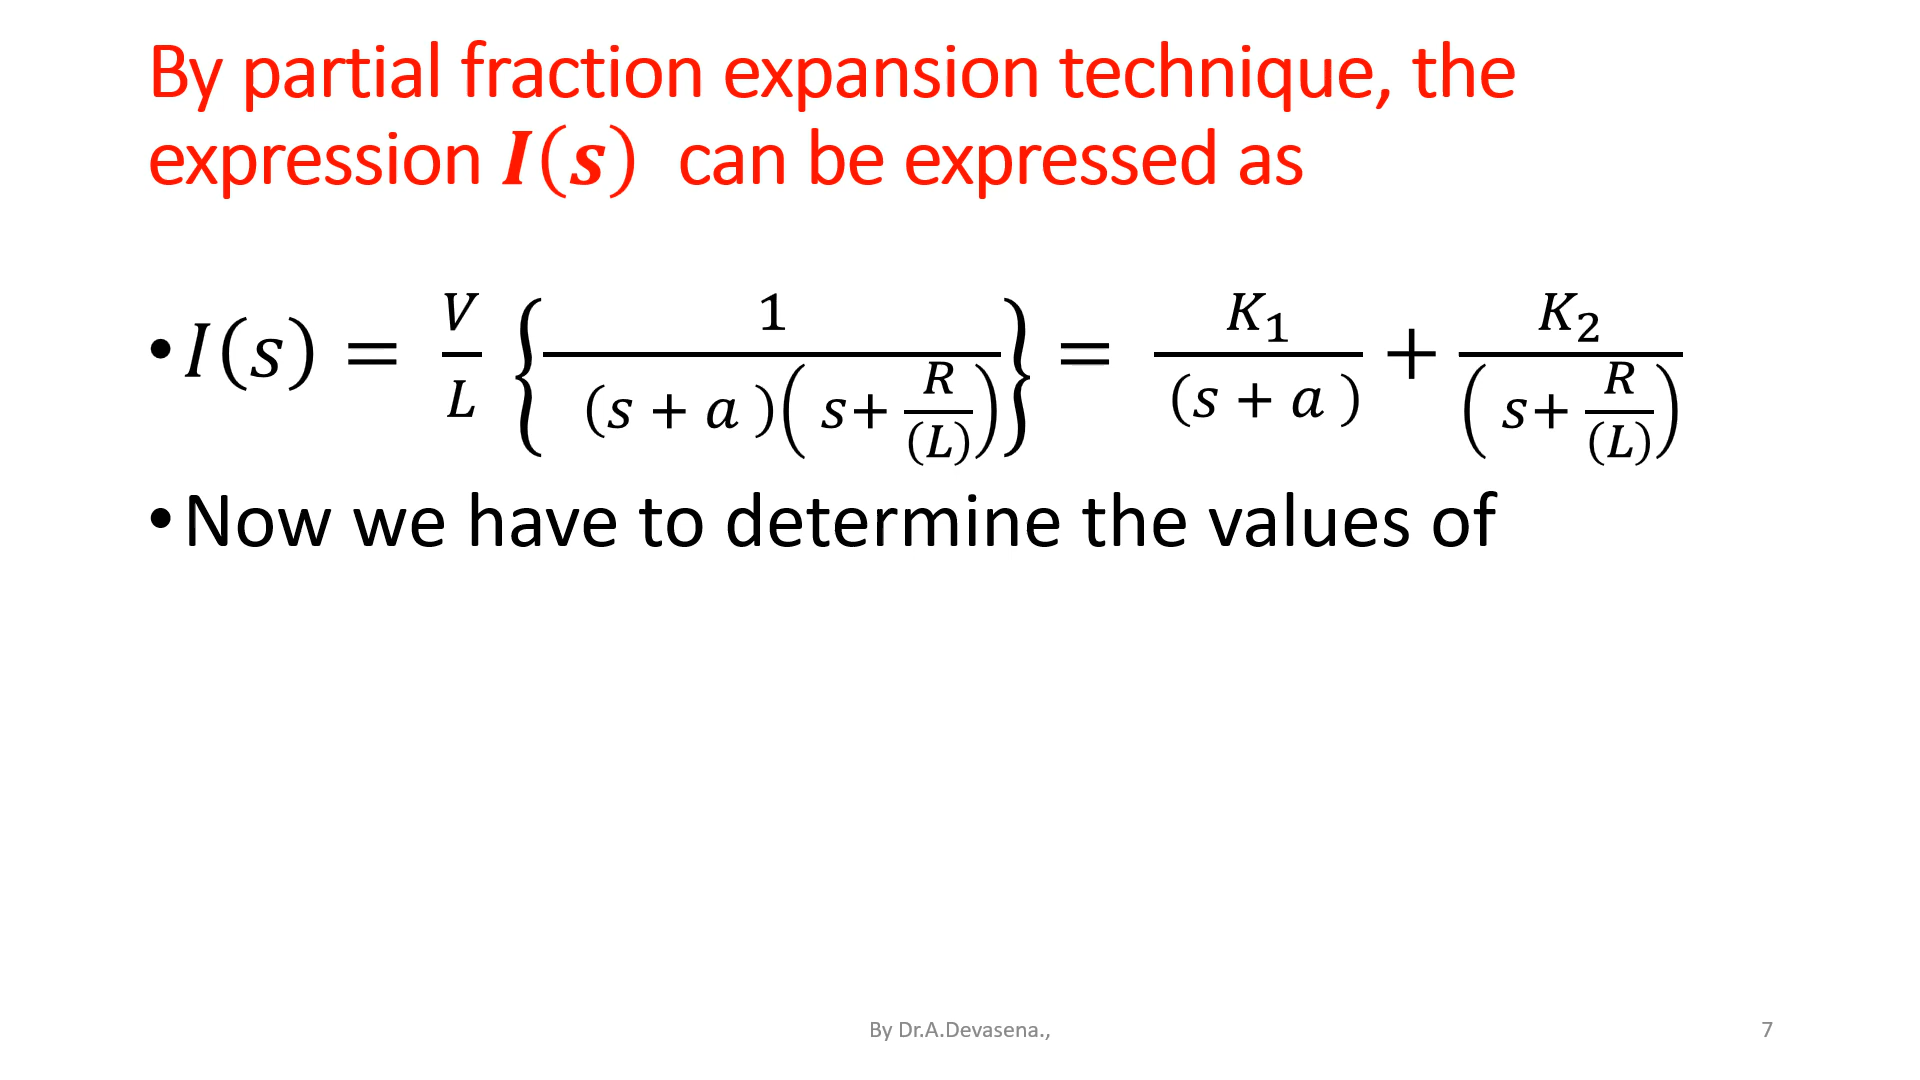 By partial fraction expansion technique, the
expression 𝑰(𝒔) can be expressed as
•𝐼(𝑠) = 𝑉/𝐿 {1/((𝑠 + 𝑎)(𝑠+𝑅/(𝐿)))} = 𝐾₁/(𝑠 + 𝑎) + 𝐾₂/(𝑠+𝑅/(𝐿))
•Now we have to determine the values of
By Dr.A.Devasena.,
7